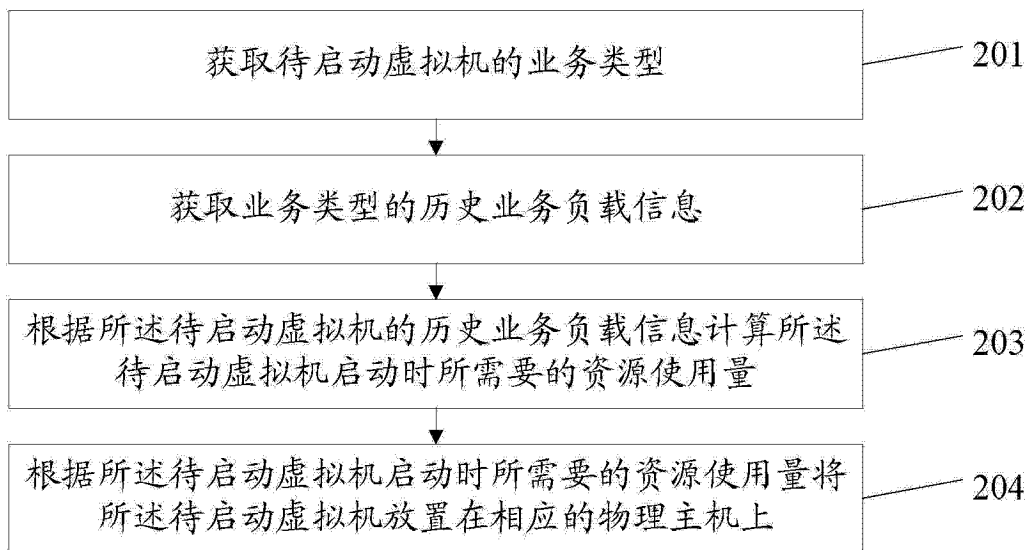 获取待启动虚拟机的业务类型
201
获取业务类型的历史业务负载信息
202
根据所述待启动虚拟机的历史业务负载信息计算所述
待启动虚拟机启动时所需要的资源使用量
203
根据所述待启动虚拟机启动时所需要的资源使用量将
所述待启动虚拟机放置在相应的物理主机上
204